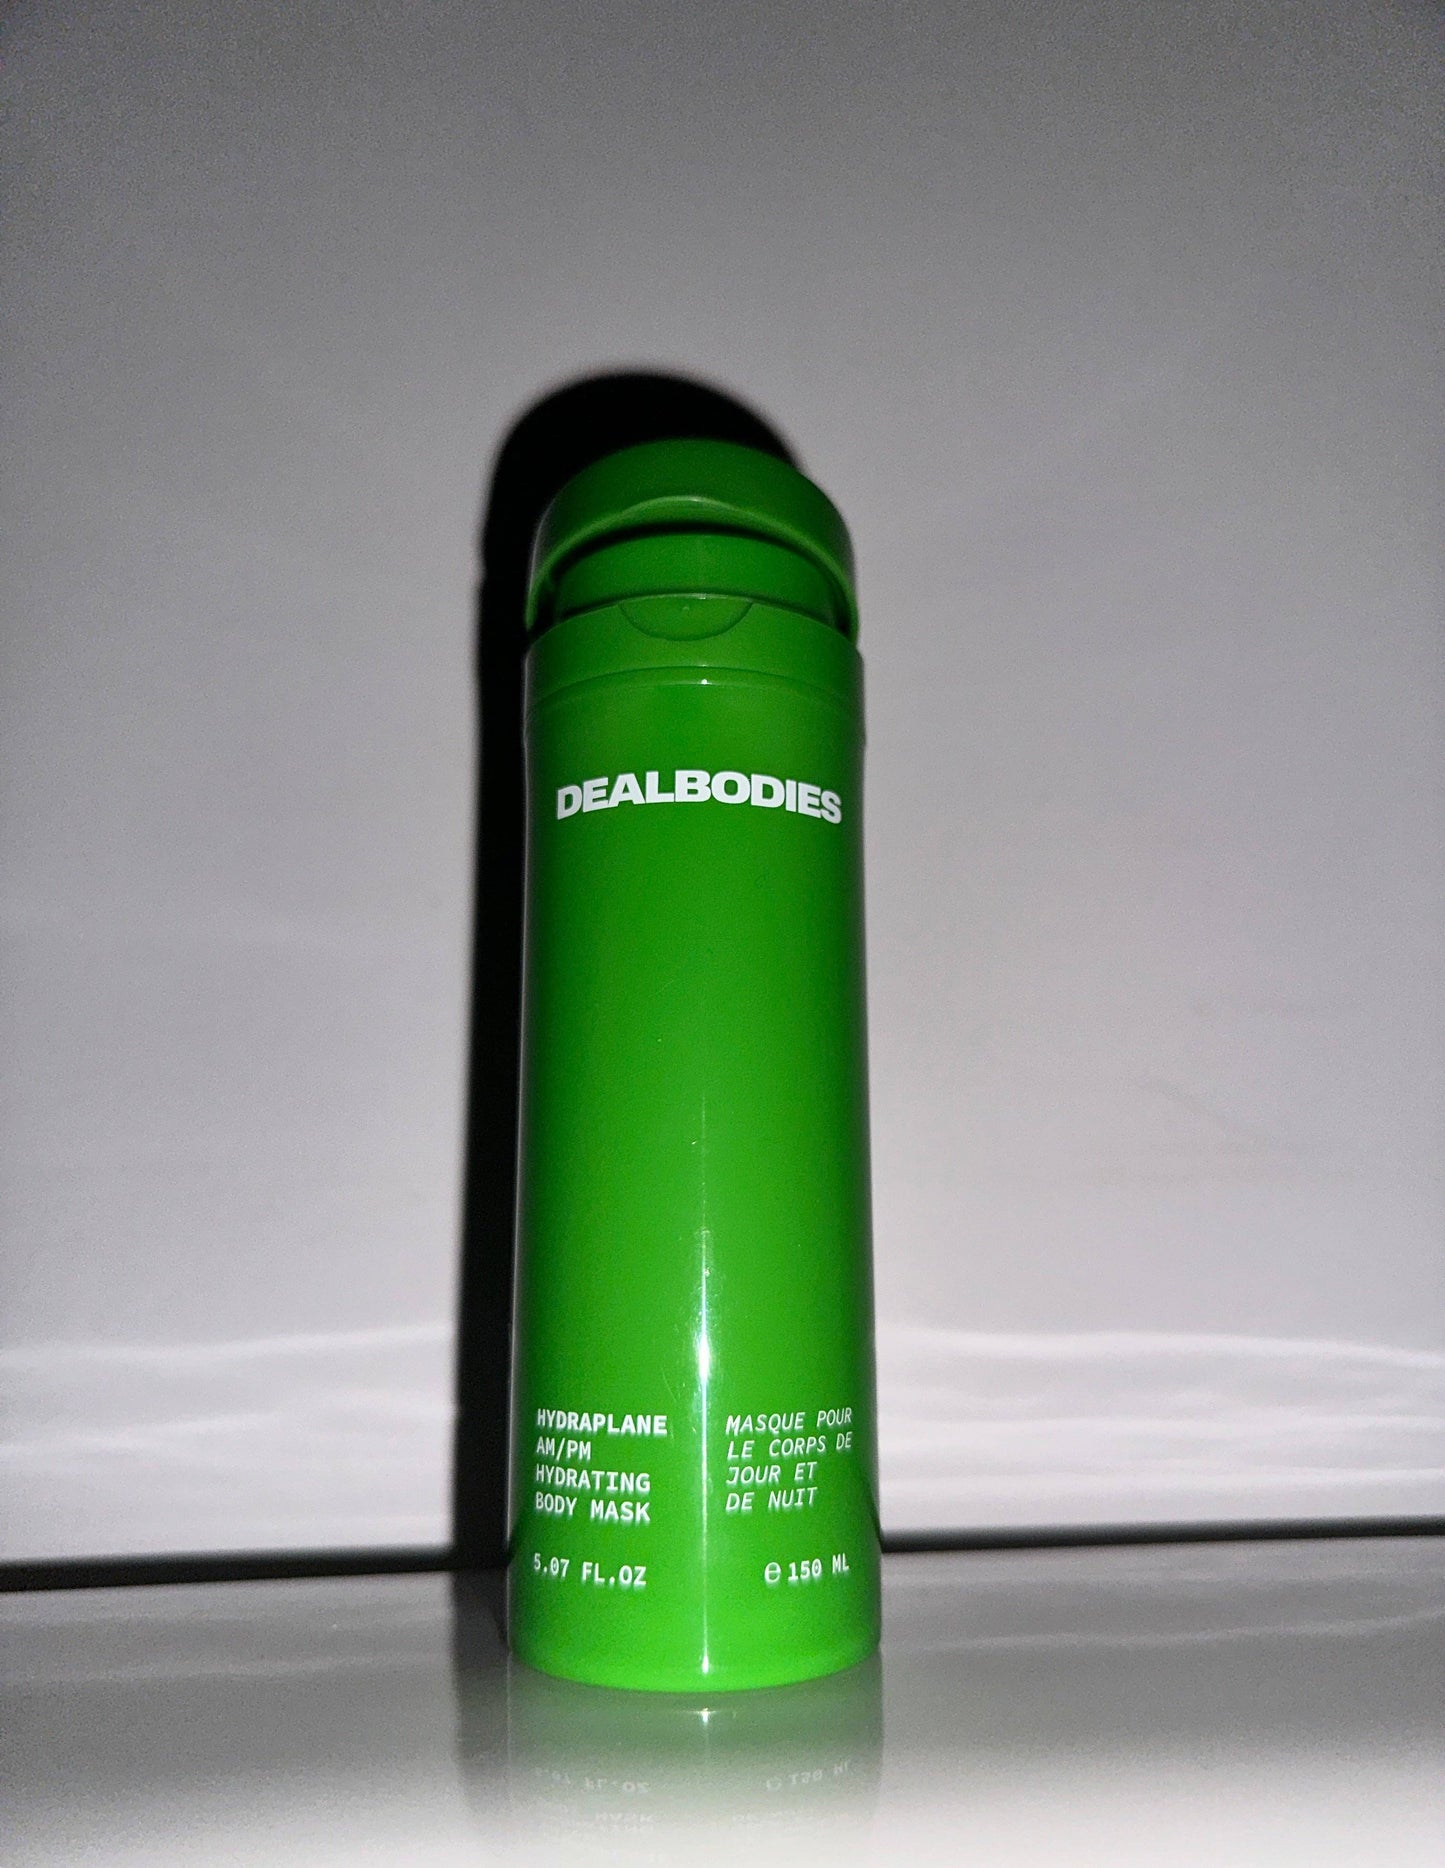 DEALBODIES
HYDRAPLANE
AM/PM
HYDRATING
BODY MASK
5.07 FL.OZ
MASQUE POUR
LE CORPS DE
JOUR ET
DE NUIT
℮ 150 ML